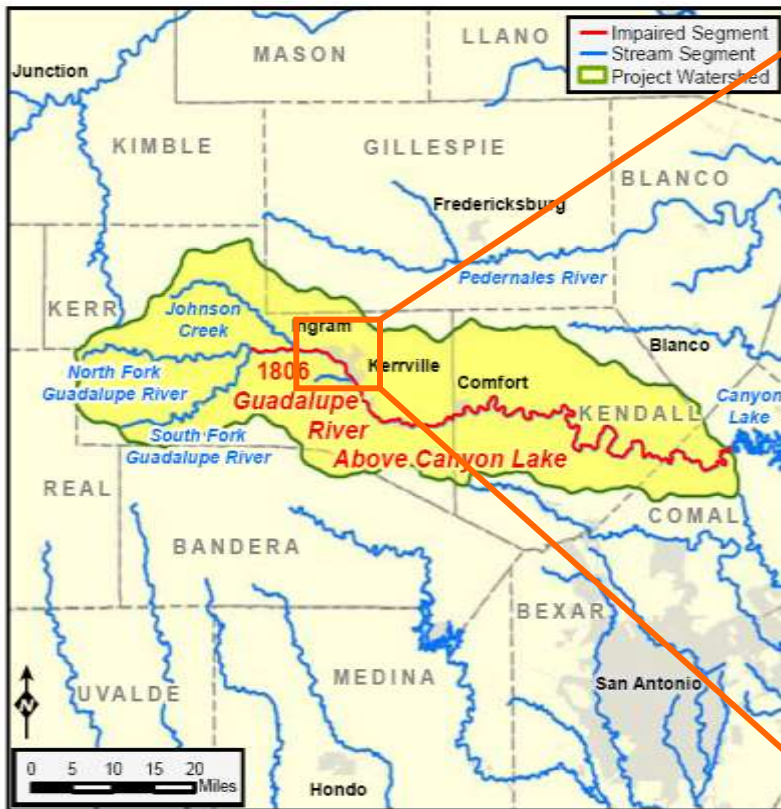 LLANO
MASON
Impaired Segment
Stream Segment
Project Watershed
Junction
KIMBLE
GILLESPIE
BLANCO
Fredericksburg
Pedernales River
KERR
Johnson
Creek
ngram
Blanco
North Fork
Guadalupe River
1806
Kerrville
Comfort
Guadalupe
River
Above Canyon Lake
KENDALL
Canyon
Lake
South Fork
Guadalupe River
REAL
COMAL
BANDERA
BEXAR
San Antonio
UVALDE
MEDINA
N
0 5 10 15 20
Miles
Hondo